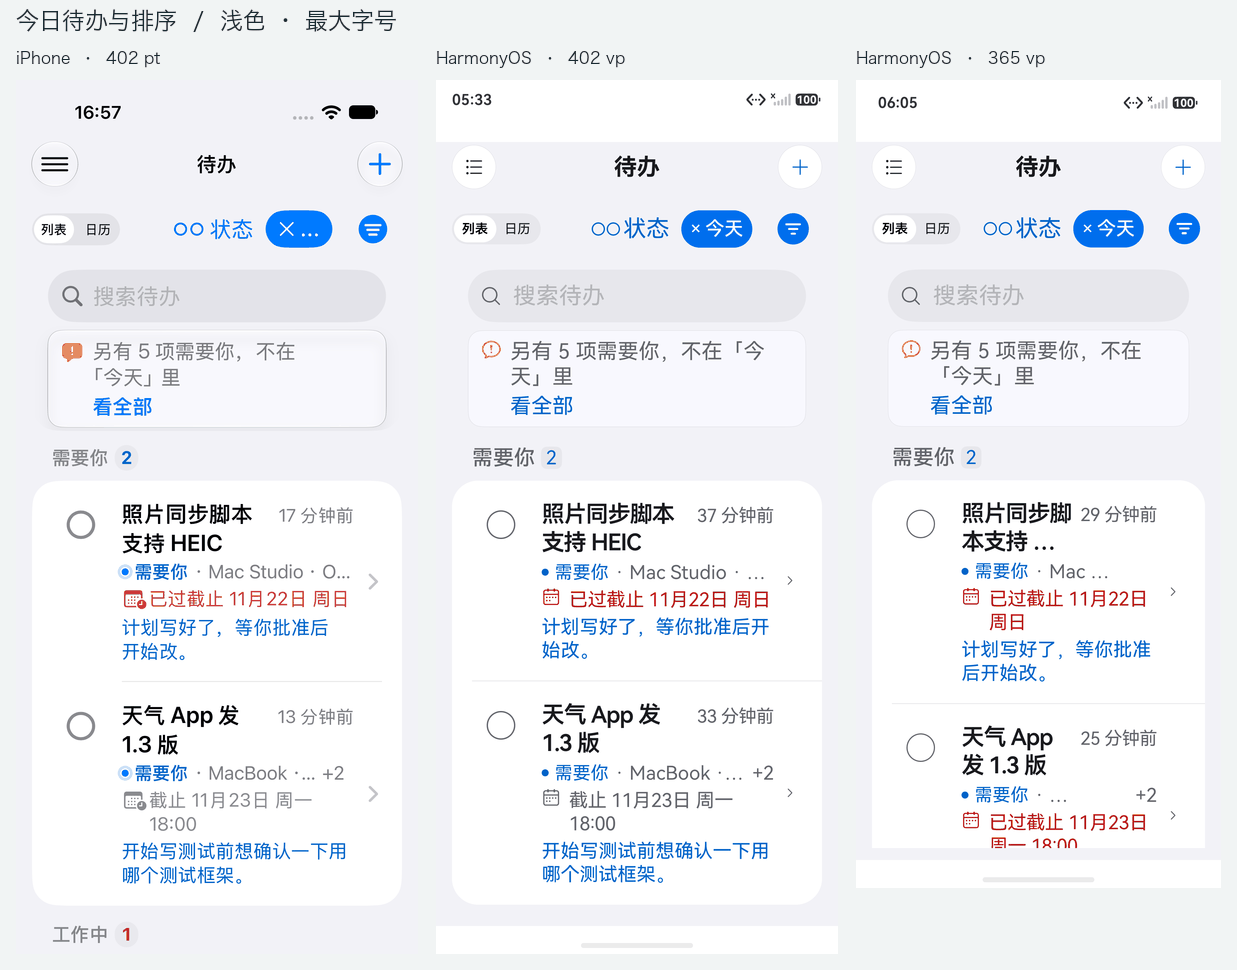 今日待办与排序 / 浅色 · 最大字号
iPhone · 402 pt
16:57
待办
列表
日历
状态
× ...
搜索待办
另有 5 项需要你，不在
「今天」里
看全部
需要你 2
照片同步脚本
支持 HEIC
17 分钟前
需要你 · Mac Studio · O...
已过截止 11月22日 周日
计划写好了，等你批准后
开始改。
天气 App 发
1.3 版
13 分钟前
需要你 · MacBook ·... +2
截止 11月23日 周一
18:00
开始写测试前想确认一下用
哪个测试框架。
工作中 1
HarmonyOS · 402 vp
05:33
100
待办
列表
日历
状态
× 今天
搜索待办
另有 5 项需要你，不在「今
天」里
看全部
需要你 2
照片同步脚本
支持 HEIC
37 分钟前
需要你 · Mac Studio · ...
已过截止 11月22日 周日
计划写好了，等你批准后开
始改。
天气 App 发
1.3 版
33 分钟前
需要你 · MacBook ·... +2
截止 11月23日 周一
18:00
开始写测试前想确认一下用
哪个测试框架。
HarmonyOS · 365 vp
06:05
100
待办
列表
日历
状态
× 今天
搜索待办
另有 5 项需要你，不在
「今天」里
看全部
需要你 2
照片同步脚
本支持 ...
29 分钟前
需要你 · Mac ...
已过截止 11月22日
周日
计划写好了，等你批准
后开始改。
天气 App
发 1.3 版
25 分钟前
需要你 · ... +2
已过截止 11月23日
周一 18:00